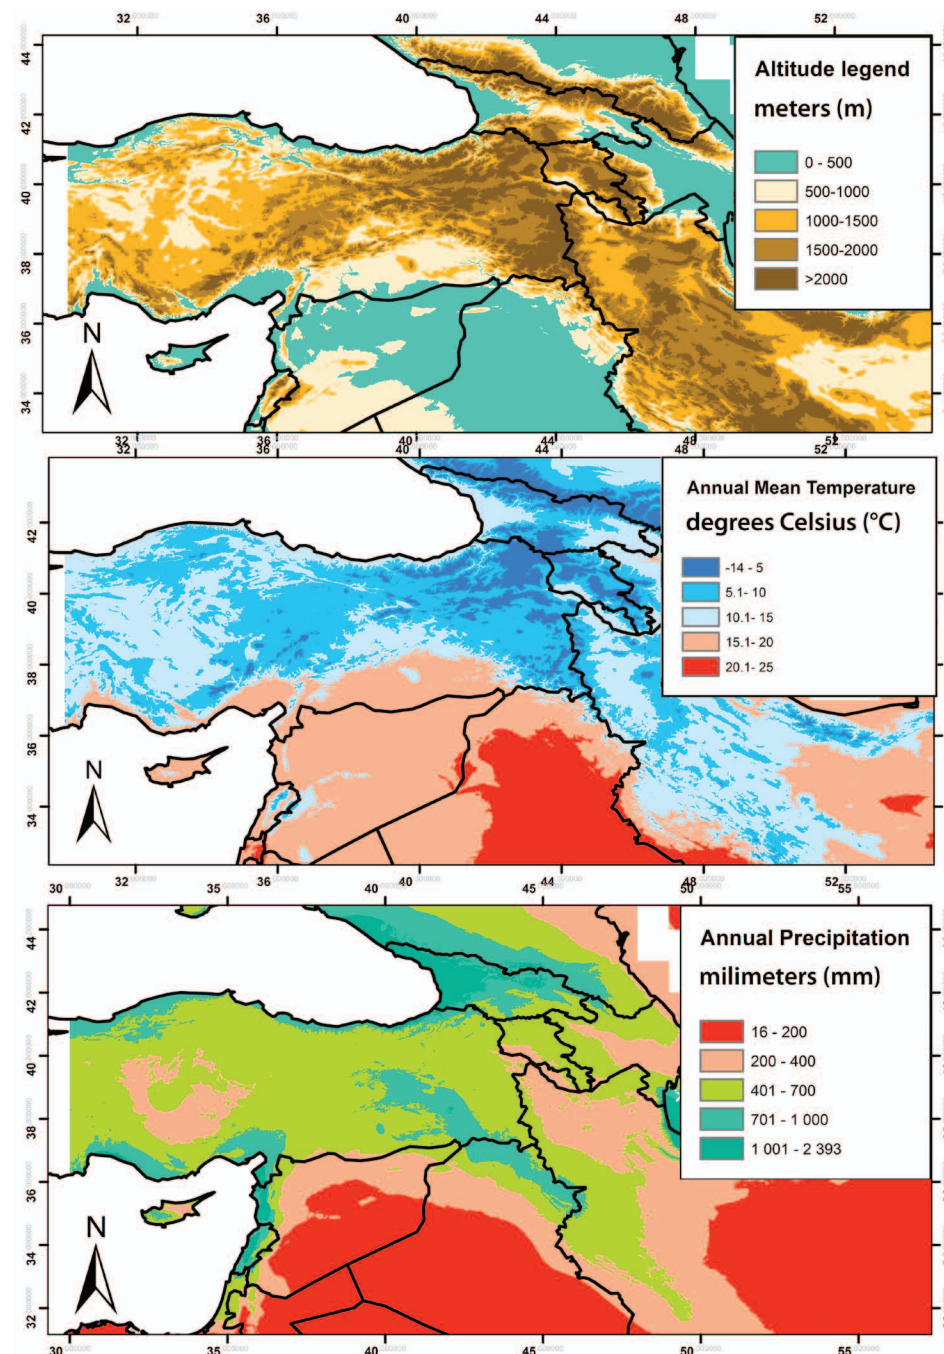 32 36 40 44 48 52
Altitude legend
meters (m)
0 - 500
500-1000
1000-1500
1500-2000
>2000
44
42
40
38
36
34
N
32 36 40 44 48 52
32 36 40 44 48 52
Annual Mean Temperature
degrees Celsius (°C)
-14 - 5
5.1- 10
10.1- 15
15.1- 20
20.1- 25
42
40
38
36
34
N
32 36 40 44 48 52
30 35 40 45 50 55
Annual Precipitation
milimeters (mm)
16 - 200
200 - 400
401 - 700
701 - 1 000
1 001 - 2 393
44
42
40
38
36
34
32
N
30 35 40 45 50 55